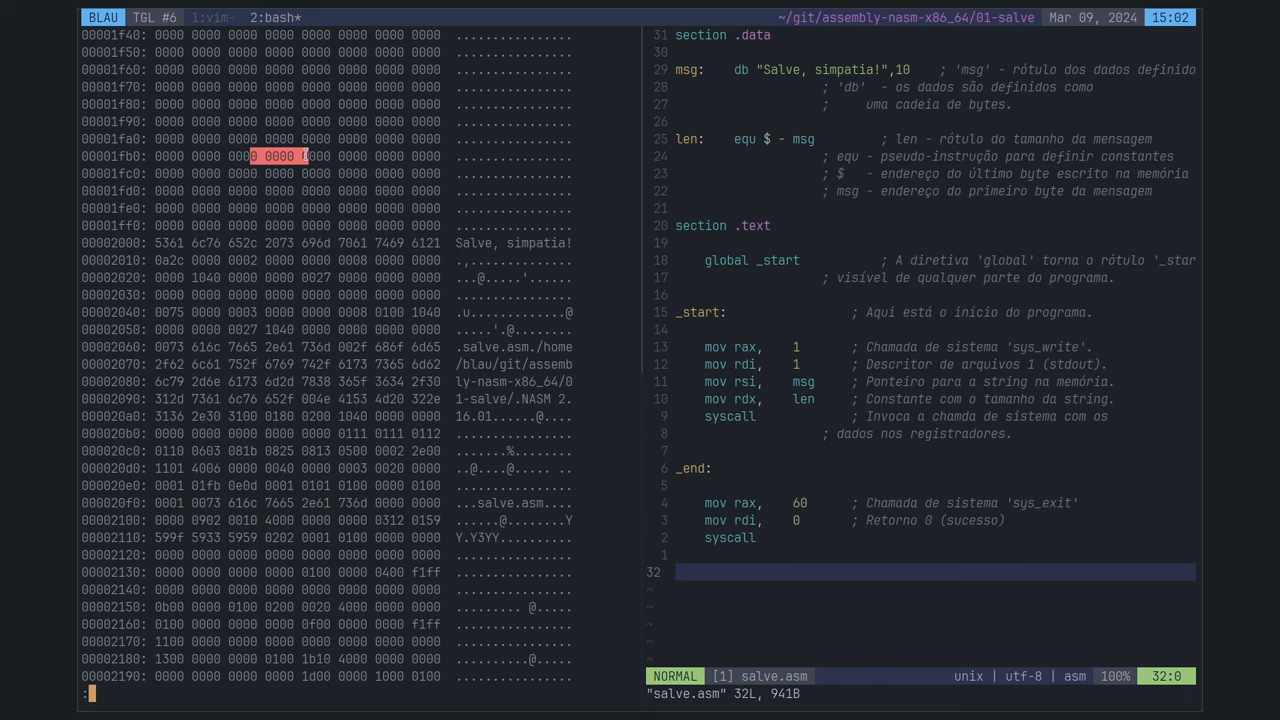 BLAU TGL #6 1:vim- 2:bash* ~/git/assembly-nasm-x86_64/01-salve Mar 09, 2024 15:02
00001f40: 0000 0000 0000 0000 0000 0000 0000 0000 ................
00001f50: 0000 0000 0000 0000 0000 0000 0000 0000 ................
00001f60: 0000 0000 0000 0000 0000 0000 0000 0000 ................
00001f70: 0000 0000 0000 0000 0000 0000 0000 0000 ................
00001f80: 0000 0000 0000 0000 0000 0000 0000 0000 ................
00001f90: 0000 0000 0000 0000 0000 0000 0000 0000 ................
00001fa0: 0000 0000 0000 0000 0000 0000 0000 0000 ................
00001fb0: 0000 0000 0000 0000 0000 0000 0000 0000 ................
00001fc0: 0000 0000 0000 0000 0000 0000 0000 0000 ................
00001fd0: 0000 0000 0000 0000 0000 0000 0000 0000 ................
00001fe0: 0000 0000 0000 0000 0000 0000 0000 0000 ................
00001ff0: 0000 0000 0000 0000 0000 0000 0000 0000 ................
00002000: 5361 6c76 652c 2073 696d 7061 7469 6121 Salve, simpatia!
00002010: 0a2c 0000 0002 0000 0000 0008 0000 0000 .,..............
00002020: 0000 1040 0000 0000 0027 0000 0000 0000 ...@.....'......
00002030: 0000 0000 0000 0000 0000 0000 0000 0000 ................
00002040: 0075 0000 0003 0000 0000 0008 0100 1040 .u.............@
00002050: 0000 0000 0027 1040 0000 0000 0000 0000 .....'.@........
00002060: 0073 616c 7665 2e61 736d 002f 686f 6d65 .salve.asm./home
00002070: 2f62 6c61 752f 6769 742f 6173 7365 6d62 /blau/git/assemb
00002080: 6c79 2d6e 6173 6d2d 7838 365f 3634 2f30 ly-nasm-x86_64/0
00002090: 312d 7361 6c76 652f 004e 4153 4d20 322e 1-salve/.NASM 2.
000020a0: 3136 2e30 3100 0180 0200 1040 0000 0000 16.01......@....
000020b0: 0000 0000 0000 0000 0000 0111 0110 0112 ................
000020c0: 0110 0603 081b 0825 0813 0500 0002 2e00 .......%........
000020d0: 1101 4006 0000 0040 0000 0003 0020 0000 ..@....@..... ..
000020e0: 0001 01fb 0e0d 0001 0101 0100 0000 0100 ................
000020f0: 0001 0073 616c 7665 2e61 736d 0000 0000 ...salve.asm....
00002100: 0000 0902 0010 4000 0000 0000 0312 0159 ......@........Y
00002110: 599f 5933 5959 0202 0001 0100 0000 0000 Y.Y3YY..........
00002120: 0000 0000 0000 0000 0000 0000 0000 0000 ................
00002130: 0000 0000 0000 0000 0100 0000 0400 f1ff ................
00002140: 0000 0000 0000 0000 0000 0000 0000 0000 ................
00002150: 0b00 0000 0100 0200 0020 4000 0000 0000 ......... @.....
00002160: 0100 0000 0000 0000 0f00 0000 0000 f1ff ................
00002170: 1100 0000 0000 0000 0000 0000 0000 0000 ................
00002180: 1300 0000 0000 0100 1b10 4000 0000 0000 ..........@.....
00002190: 0000 0000 0000 0000 1d00 0000 1000 0100 ................
:
31 section .data
30
29 msg: db "Salve, simpatia!",10 ; 'msg' - rótulo dos dados definido
28 ; 'db' - os dados são definidos como
27 ; uma cadeia de bytes.
26
25 len: equ $ - msg ; len - rótulo do tamanho da mensagem
24 ; equ - pseudo-instrução para definir constantes
23 ; $ - endereço do último byte escrito na memória
22 ; msg - endereço do primeiro byte da mensagem
21
20 section .text
19
18 global _start ; A diretiva 'global' torna o rótulo '_star
17 ; visível de qualquer parte do programa.
16
15 _start: ; Aqui está o início do programa.
14
13 mov rax, 1 ; Chamada de sistema 'sys_write'.
12 mov rdi, 1 ; Descritor de arquivos 1 (stdout).
11 mov rsi, msg ; Ponteiro para a string na memória.
10 mov rdx, len ; Constante com o tamanho da string.
9 syscall ; Invoca a chamda de sistema com os
8 ; dados nos registradores.
7
6 _end:
5
4 mov rax, 60 ; Chamada de sistema 'sys_exit'
3 mov rdi, 0 ; Retorno 0 (sucesso)
2 syscall
1
32
~
~
~
~
~
NORMAL [1] salve.asm unix | utf-8 | asm 100% 32:0
"salve.asm" 32L, 941B